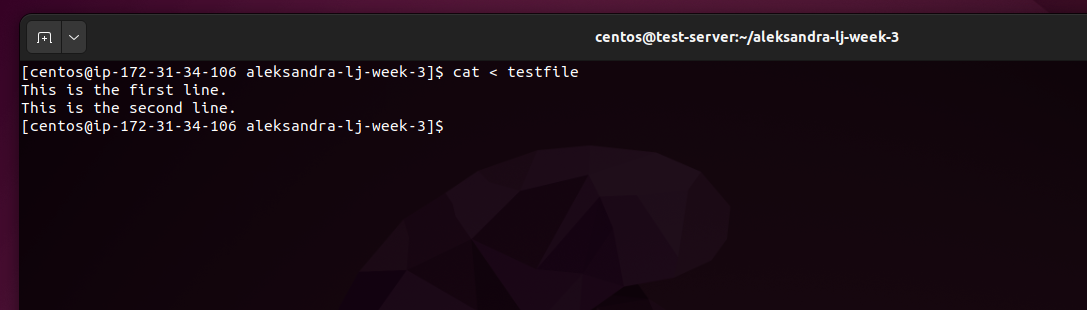 centos@test-server:~/aleksandra-lj-week-3
[centos@ip-172-31-34-106 aleksandra-lj-week-3]$ cat < testfile
This is the first line.
This is the second line.
[centos@ip-172-31-34-106 aleksandra-lj-week-3]$